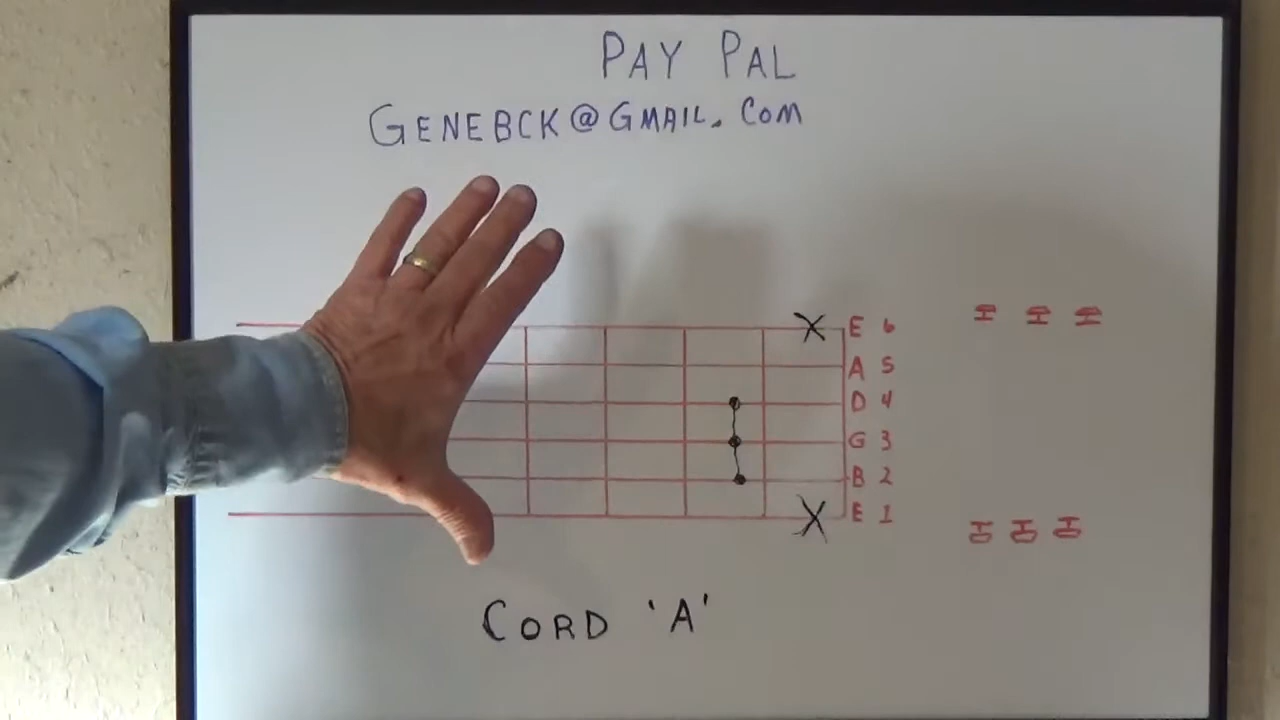 PAY PAL
GENEBCK@GMAIL.COM
X E 6
A 5
D 4
G 3
B 2
X E 1
CORD 'A'